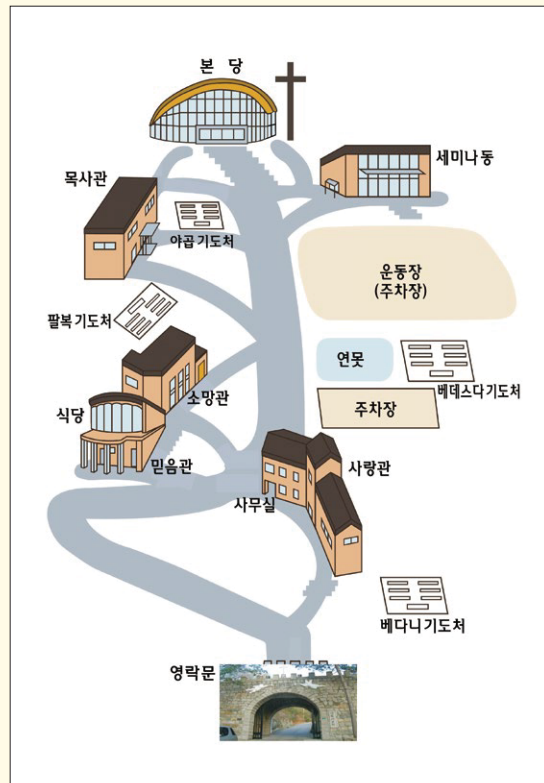 본 당
세미나동
목사관
야곱기도처
운동장
(주차장)
팔복기도처
연못
베데스다기도처
소망관
주차장
식당
믿음관
사랑관
사무실
베다니기도처
영락문